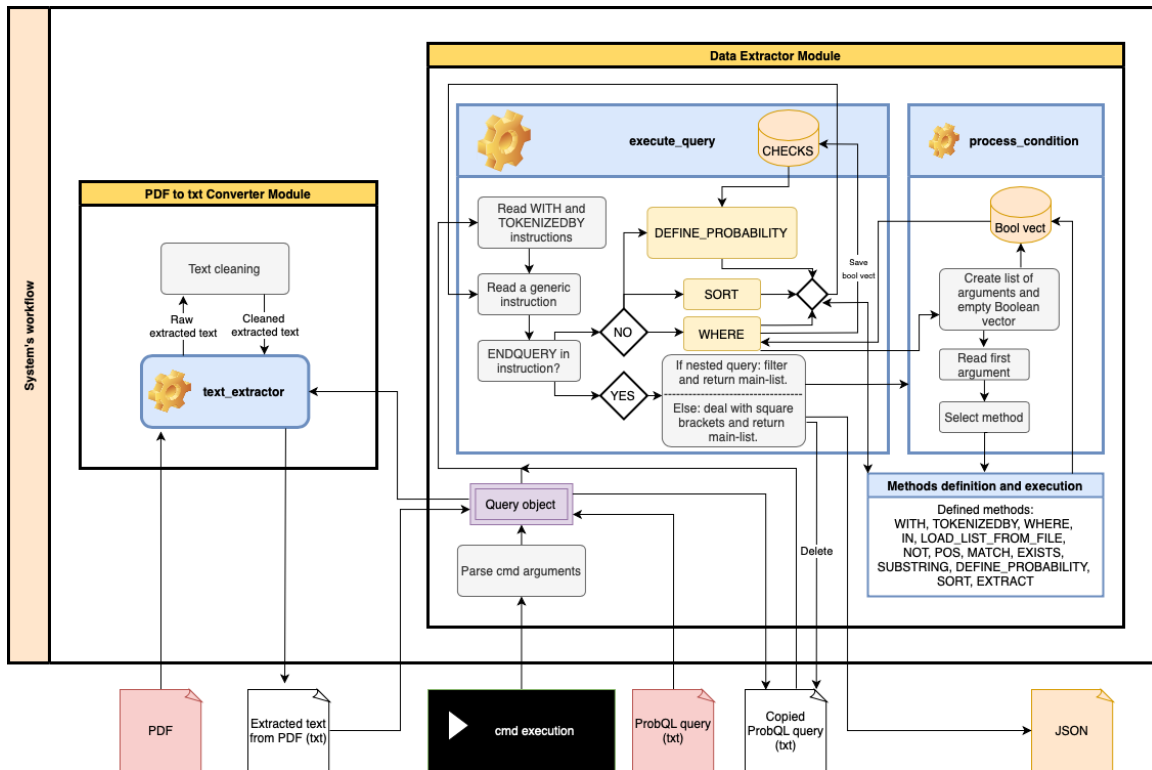 System's workflow
Data Extractor Module
execute_query
CHECKS
process_condition
PDF to txt Converter Module
Text cleaning
Raw
extracted text
Cleaned
extracted text
text_extractor
Read WITH and
TOKENIZEDBY
instructions
DEFINE_PROBABILITY
Bool vect
Save
bool vect
Read a generic
instruction
SORT
Create list of
arguments and
empty Boolean
vector
NO
WHERE
ENDQUERY in
instruction?
Read first
argument
If nested query: filter
and return main-list.
YES
Else: deal with square
brackets and return
main-list.
Select method
Methods definition and execution
Defined methods:
WITH, TOKENIZEDBY, WHERE,
IN, LOAD_LIST_FROM_FILE,
NOT, POS, MATCH, EXISTS,
SUBSTRING, DEFINE_PROBABILITY,
SORT, EXTRACT
Query object
Delete
Parse cmd arguments
PDF
Extracted text
from PDF (txt)
cmd execution
ProbQL query
(txt)
Copied
ProbQL query
(txt)
JSON